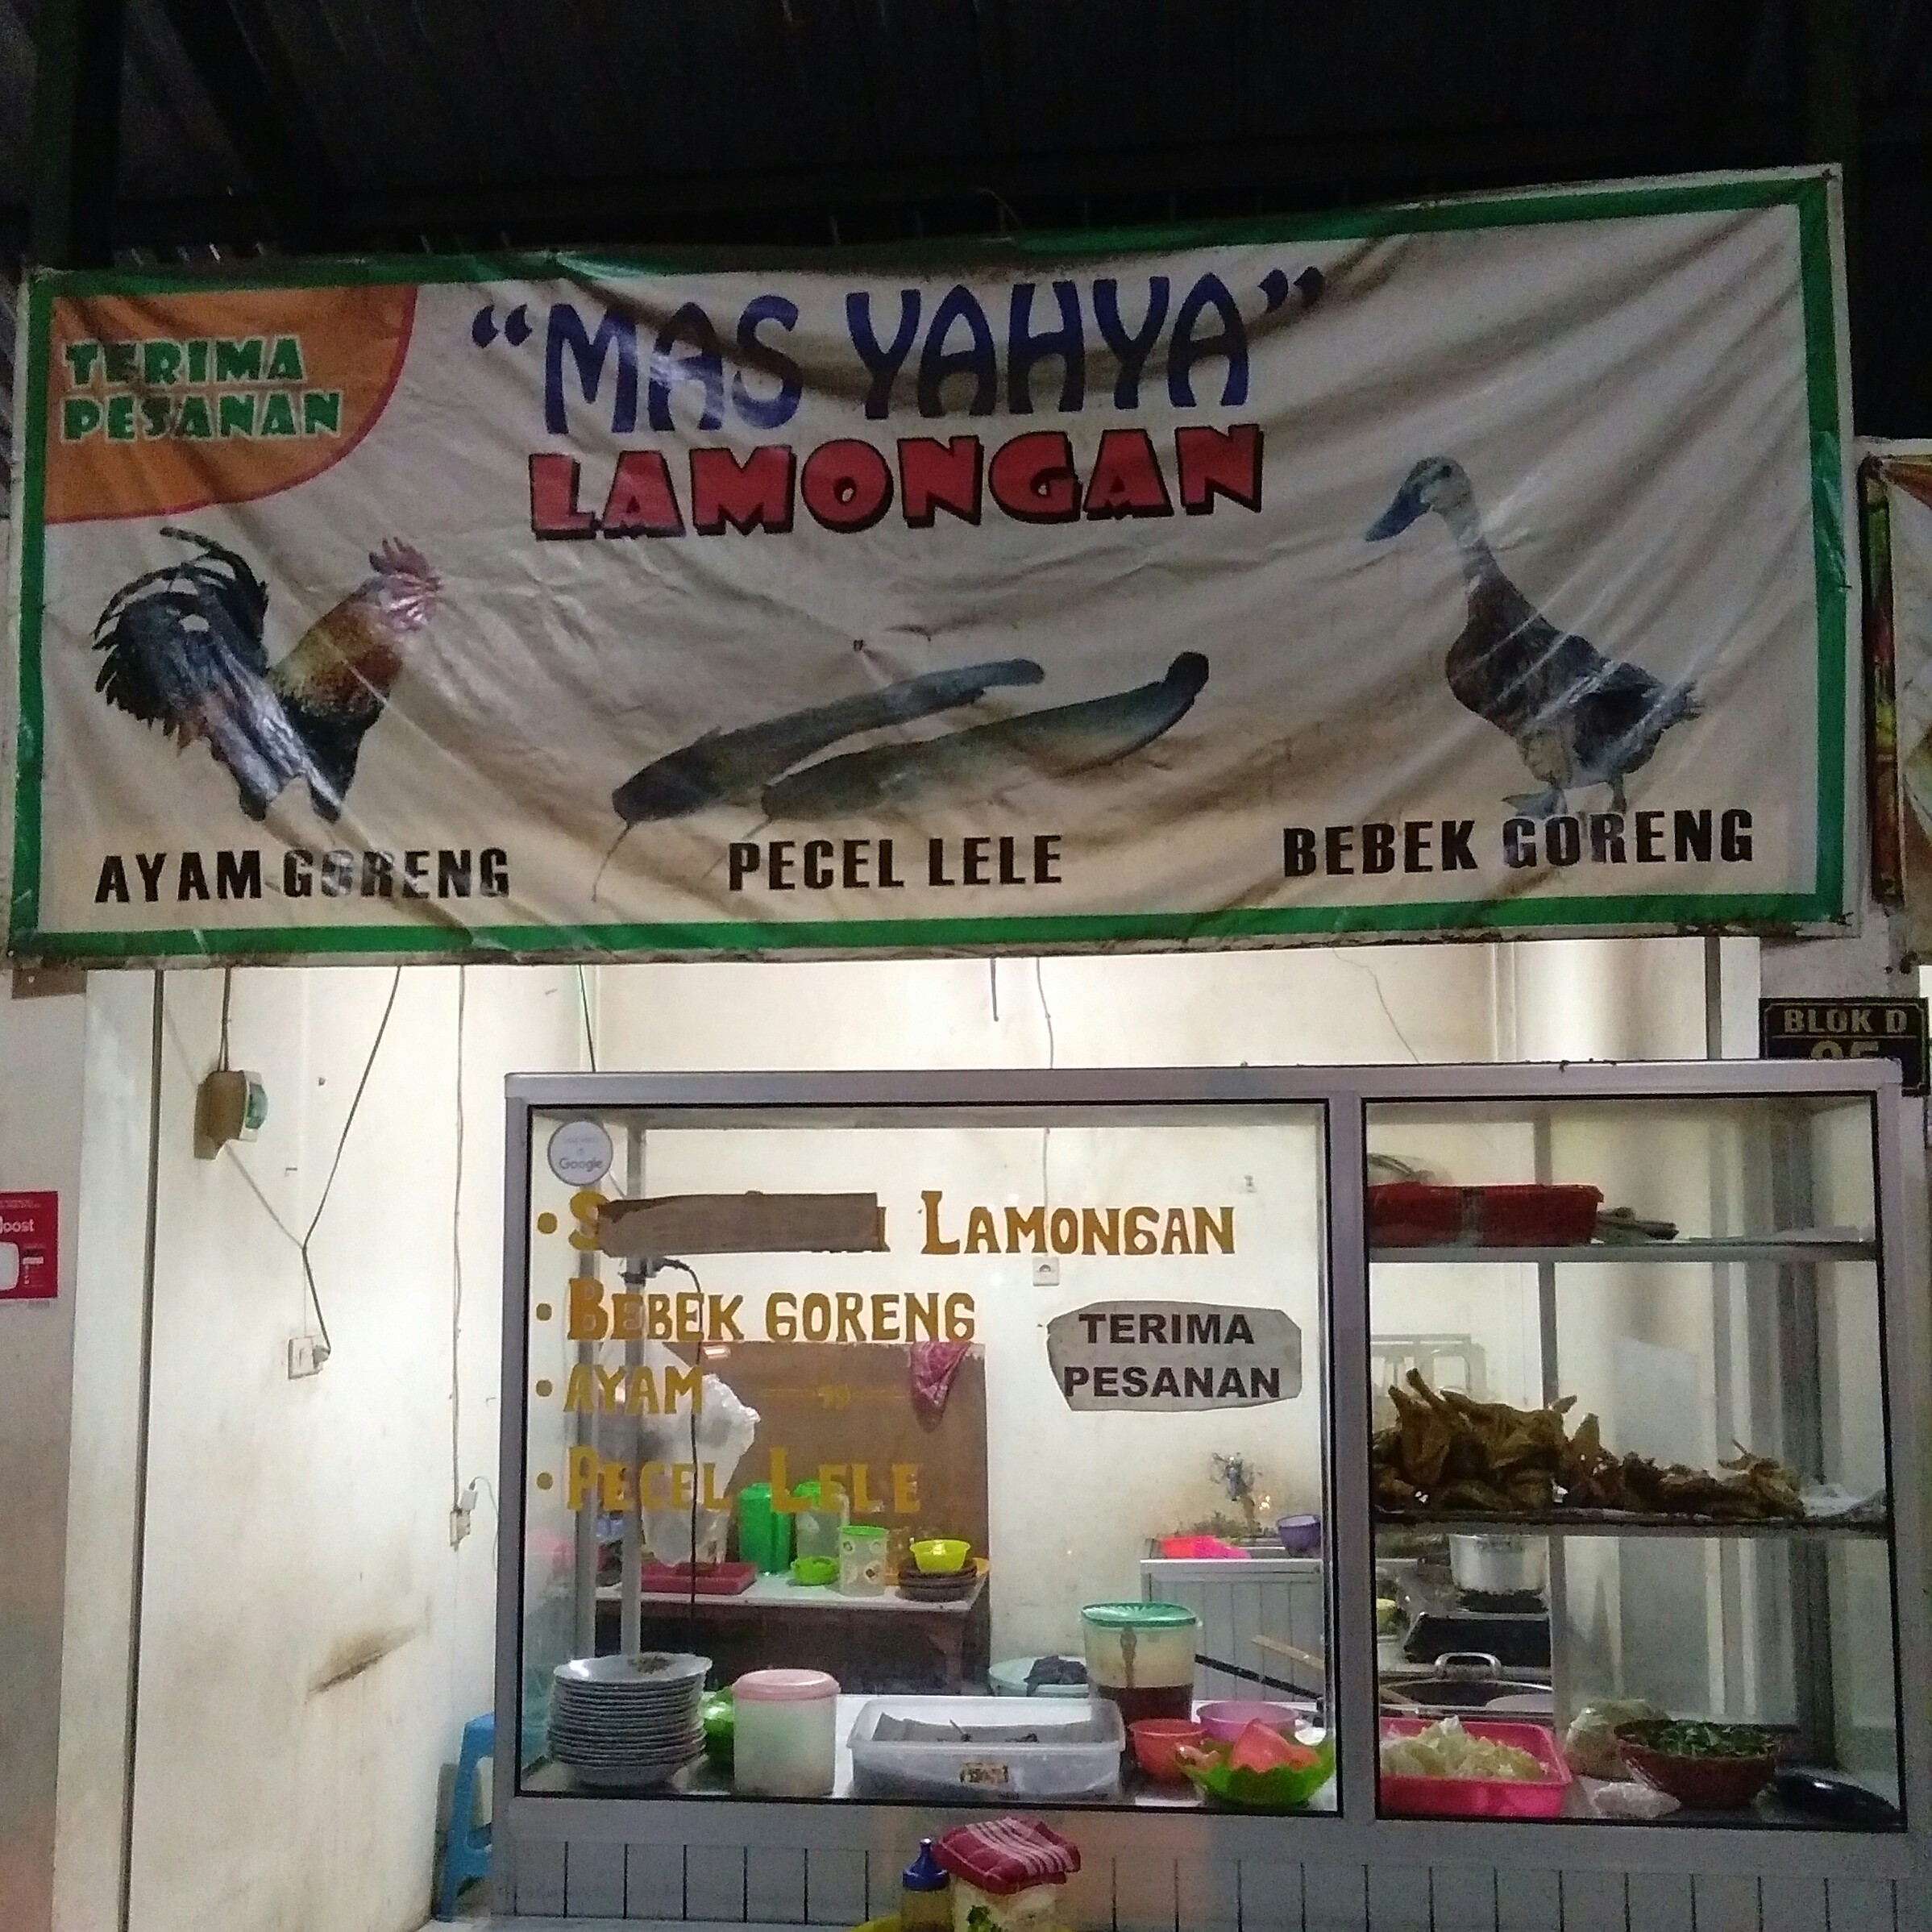 TERIMA
PESANAN
"MAS YAHYA"
LAMONGAN
AYAM GORENG
PECEL LELE
BEBEK GORENG
BLOK D
Google
oost
• LAMONGAN
• BEBEK GORENG
• AYAM — " —
• PECEL LELE
TERIMA
PESANAN